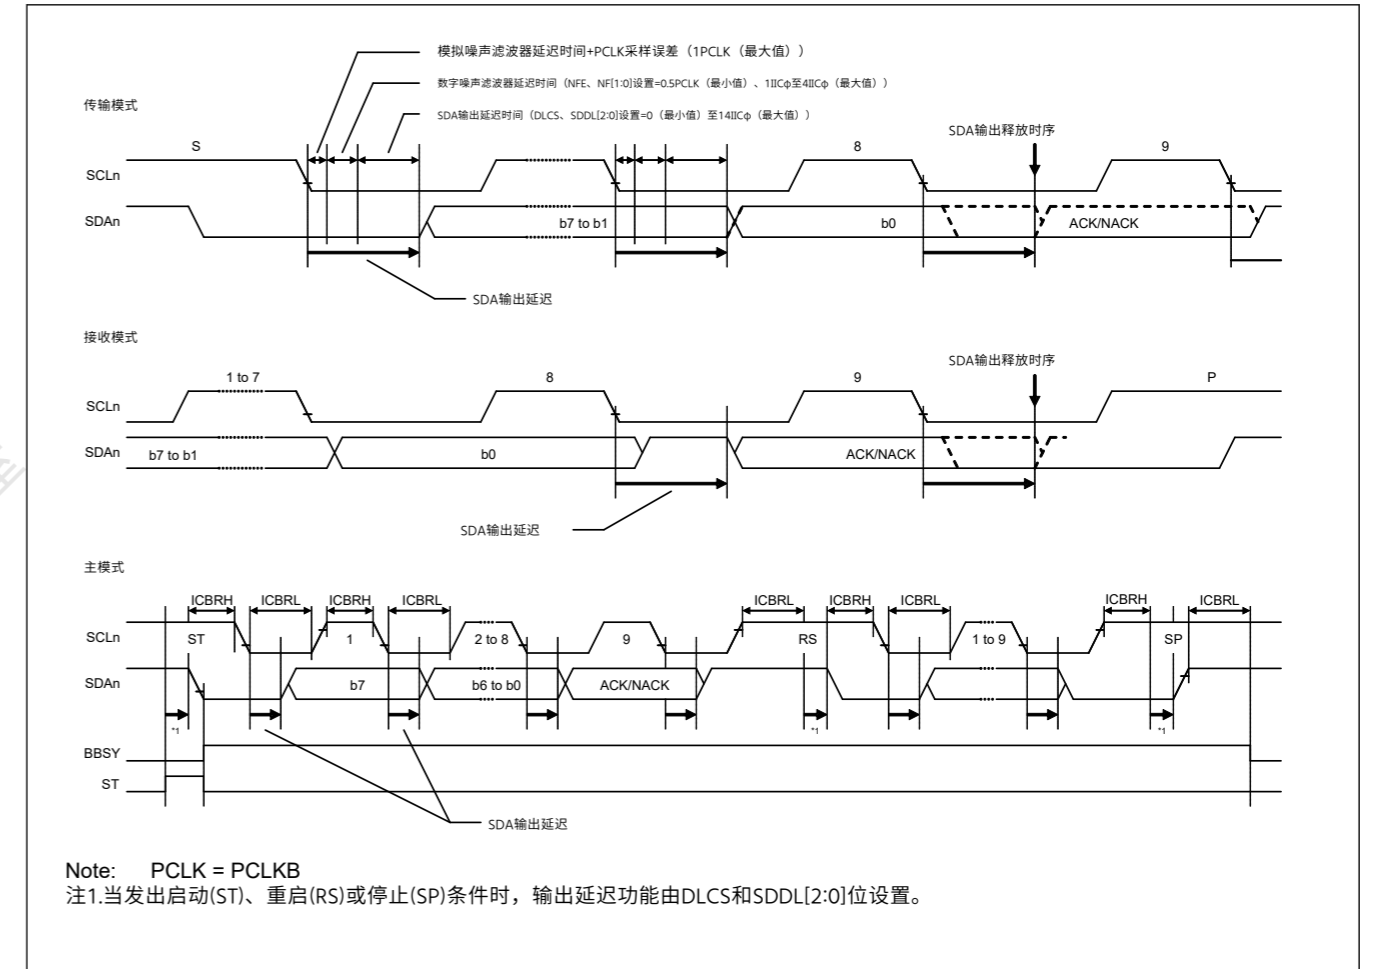 模拟噪声滤波器延迟时间+PCLK采样误差（1PCLK（最大值））
数字噪声滤波器延迟时间（NFE、NF[1:0]设置=0.5PCLK（最小值）、1IICφ至4IICφ（最大值））
SDA输出延迟时间（DLCS、SDDL[2:0]设置=0（最小值）至14IICφ（最大值））
传输模式
SDA输出释放时序
S 8 9
SCLn
SDAn b7 to b1 b0 ACK/NACK
SDA输出延迟
接收模式
SDA输出释放时序
1 to 7 8 9 P
SCLn
SDAn b7 to b1 b0 ACK/NACK
SDA输出延迟
主模式
ICBRH ICBRL ICBRH ICBRL ICBRL ICBRH ICBRL ICBRH ICBRL
SCLn ST 1 2 to 8 9 RS 1 to 9 SP
SDAn b7 b6 to b0 ACK/NACK
*1 *1 *1
BBSY
ST
SDA输出延迟
Note: PCLK = PCLKB
注1.当发出启动(ST)、重启(RS)或停止(SP)条件时，输出延迟功能由DLCS和SDDL[2:0]位设置。